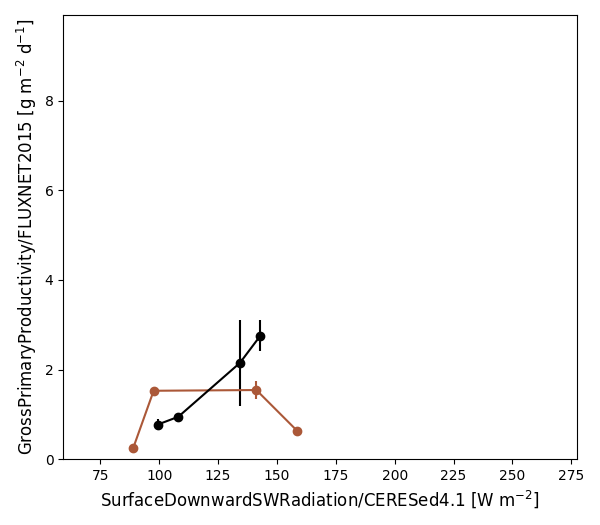 GrossPrimaryProductivity/FLUXNET2015 [g m⁻² d⁻¹]
8
6
4
2
0
75 100 125 150 175 200 225 250 275
SurfaceDownwardSWRadiation/CERESed4.1 [W m⁻²]